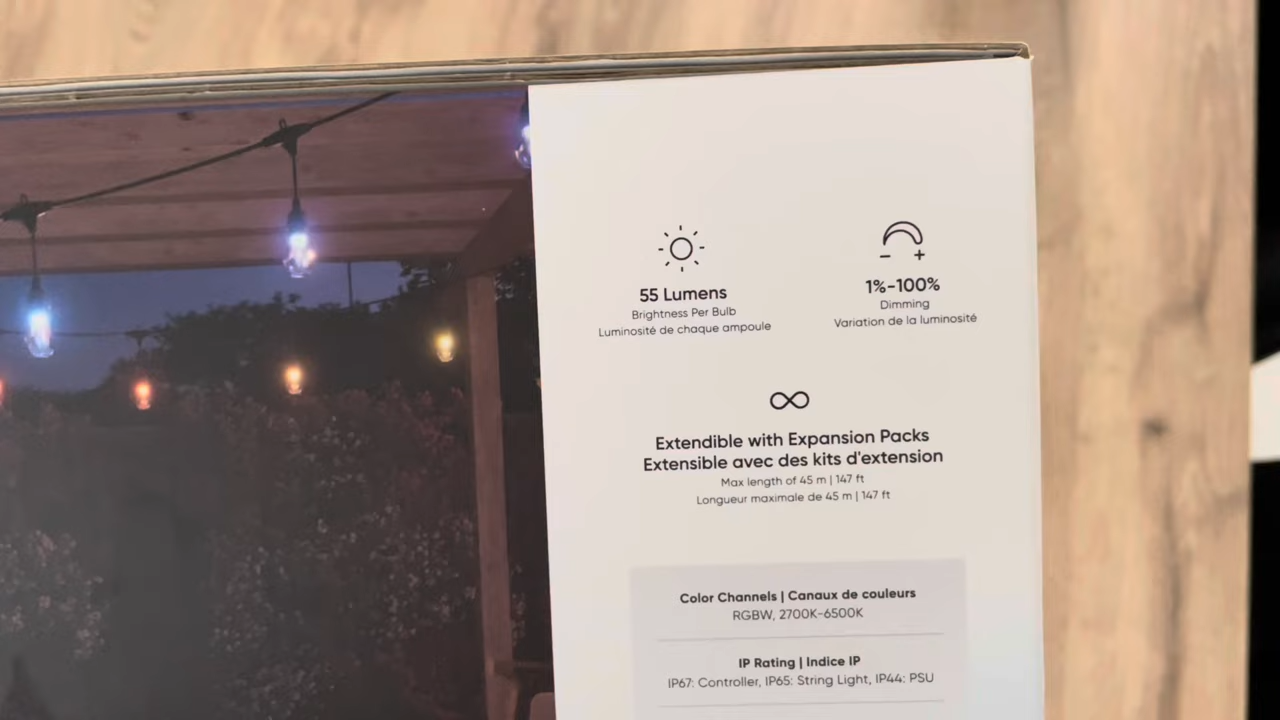 55 Lumens
Brightness Per Bulb
Luminosité de chaque ampoule
1%-100%
Dimming
Variation de la luminosité
Extendible with Expansion Packs
Extensible avec des kits d'extension
Max length of 45 m | 147 ft
Longueur maximale de 45 m | 147 ft
Color Channels | Canaux de couleurs
RGBW, 2700K-6500K
IP Rating | Indice IP
IP67: Controller, IP65: String Light, IP44: PSU